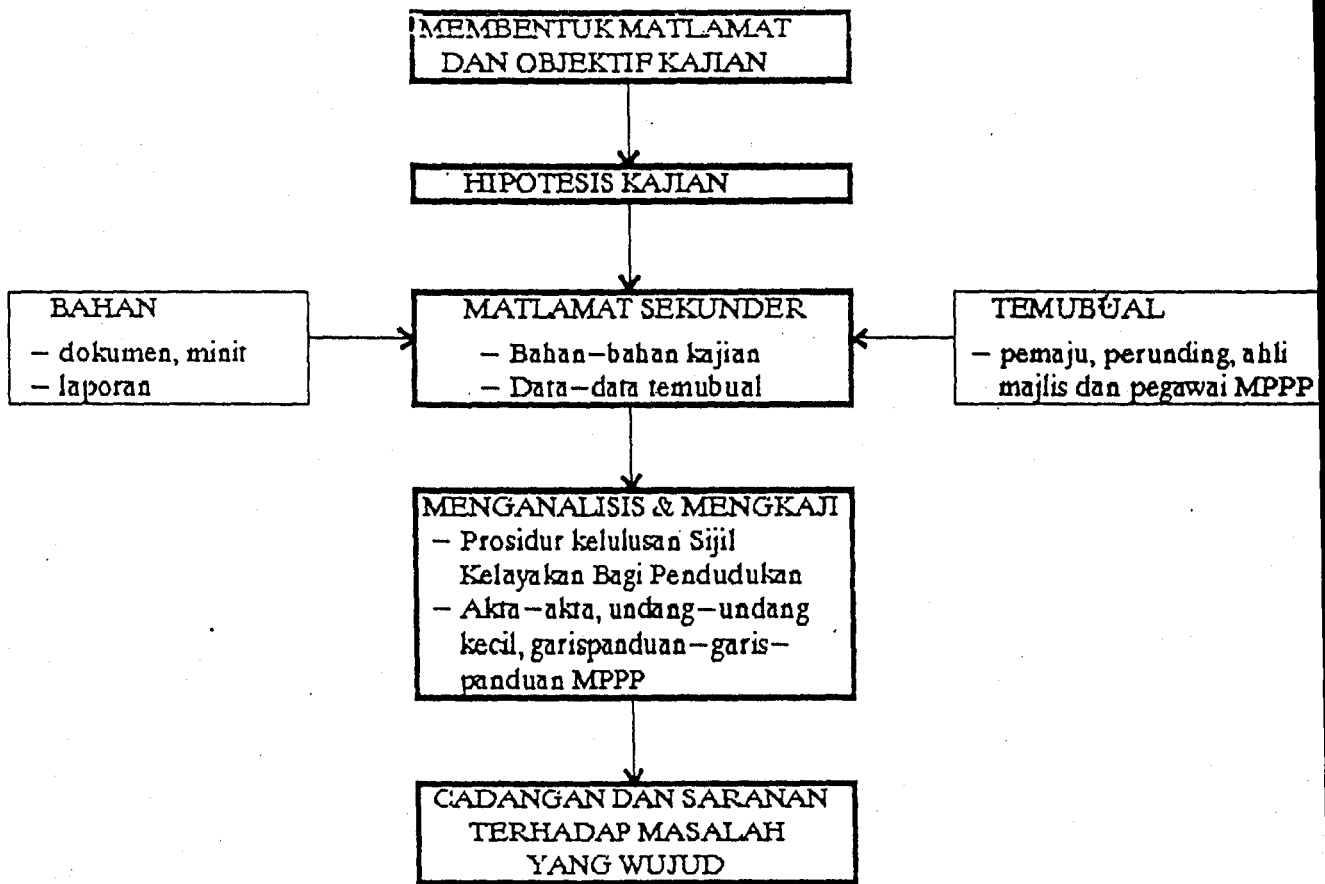 MEMBENTUK MATLAMAT
DAN OBJEKTIF KAJIAN
HIPOTESIS KAJIAN
BAHAN
– dokumen, minit
– laporan
MATLAMAT SEKUNDER
– Bahan–bahan kajian
– Data–data temubual
TEMUBUAL
– pemaju, perunding, ahli
majlis dan pegawai MPPP
MENGANALISIS & MENGKAJI
– Prosidur kelulusan Sijil
Kelayakan Bagi Pendudukan
– Akta–akta, undang–undang
kecil, garispanduan–garis–
panduan MPPP
CADANGAN DAN SARANAN
TERHADAP MASALAH
YANG WUJUD